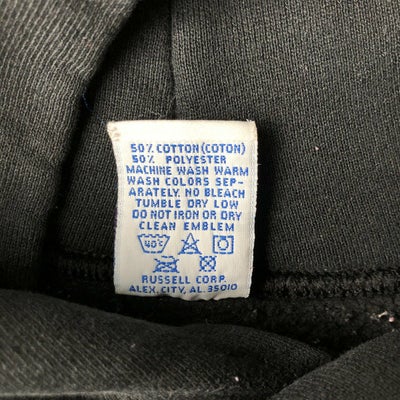 50% COTTON(COTON)
50% POLYESTER
MACHINE WASH WARM
WASH COLORS SEP-
ARATELY. NO BLEACH
TUMBLE DRY LOW
DO NOT IRON OR DRY
CLEAN EMBLEM
40°C
RUSSELL CORP.
ALEX. CITY, AL. 35010